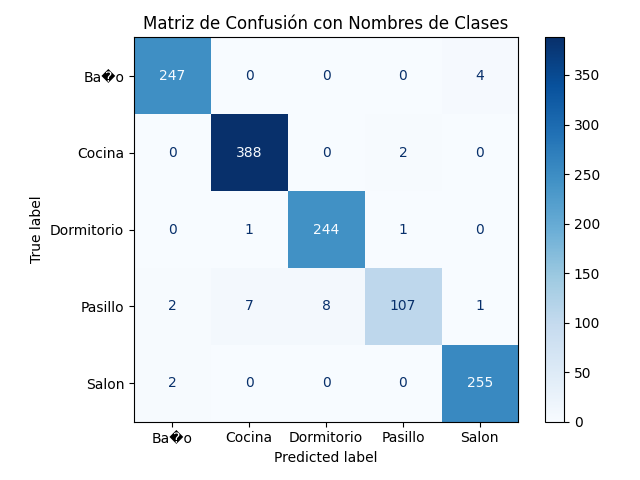 Matriz de Confusión con Nombres de Clases
True label
Ba�o 247 0 0 0 4
Cocina 0 388 0 2 0
Dormitorio 0 1 244 1 0
Pasillo 2 7 8 107 1
Salon 2 0 0 0 255
Ba�o Cocina Dormitorio Pasillo Salon
Predicted label
350
300
250
200
150
100
50
0